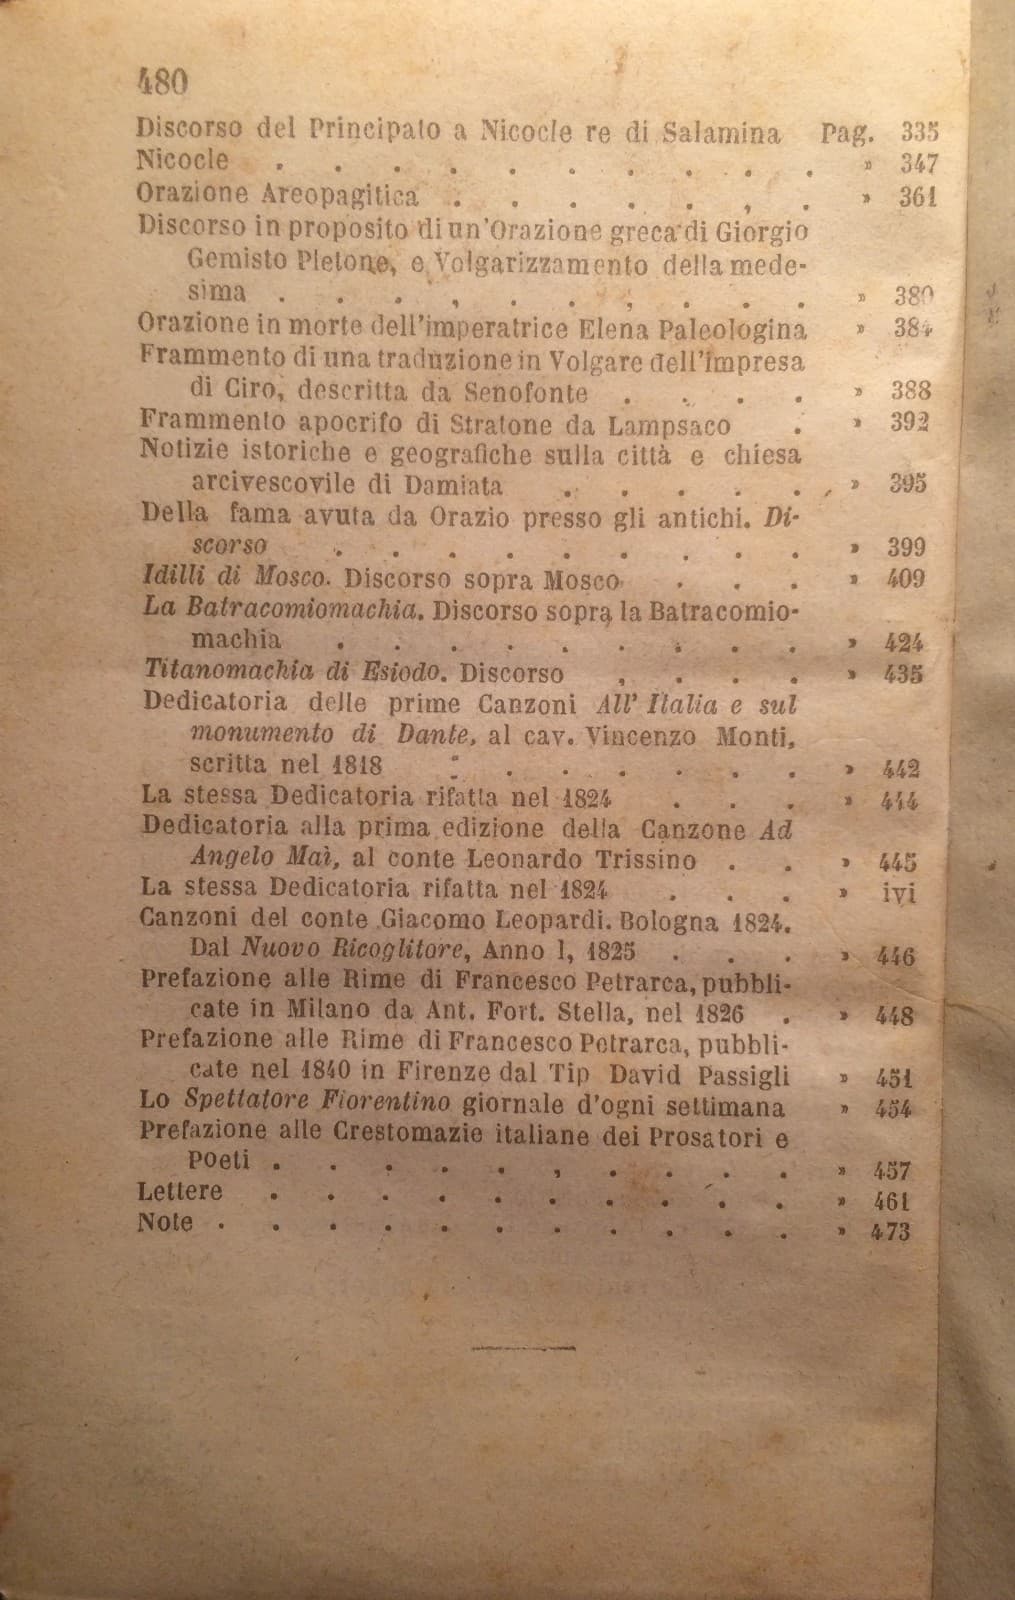 480
Discorso del Principato a Nicocle re di Salamina Pag. 335
Nicocle . . . . . . . . . . » 347
Orazione Areopagitica . . . . . , . » 361
Discorso in proposito di un'Orazione greca di Giorgio
Gemisto Pletone, e Volgarizzamento della mede-
sima . . . , . . , . . . » 380
Orazione in morte dell'imperatrice Elena Paleologina » 384
Frammento di una traduzione in Volgare dell'impresa
di Ciro, descritta da Senofonte . . . . » 388
Frammento apocrifo di Stratone da Lampsaco . » 392
Notizie istoriche e geografiche sulla città e chiesa
arcivescovile di Damiata . . . . . » 395
Della fama avuta da Orazio presso gli antichi. Di-
scorso . . . . . . . . . » 399
Idilli di Mosco. Discorso sopra Mosco . . . » 409
La Batracomiomachia. Discorso sopra la Batracomio-
machia . . . . . . . . . » 424
Titanomachia di Esiodo. Discorso , . . . » 435
Dedicatoria delle prime Canzoni All' Italia e sul
monumento di Dante, al cav. Vincenzo Monti,
scritta nel 1818 : . . . . . . » 442
La stessa Dedicatoria rifatta nel 1824 . . . » 444
Dedicatoria alla prima edizione della Canzone Ad
Angelo Maì, al conte Leonardo Trissino . . » 445
La stessa Dedicatoria rifatta nel 1824 . . . » ivi
Canzoni del conte Giacomo Leopardi. Bologna 1824.
Dal Nuovo Ricoglitore, Anno I, 1825 . . . » 446
Prefazione alle Rime di Francesco Petrarca, pubbli-
cate in Milano da Ant. Fort. Stella, nel 1826 . » 448
Prefazione alle Rime di Francesco Petrarca, pubbli-
cate nel 1840 in Firenze dal Tip David Passigli » 451
Lo Spettatore Fiorentino giornale d'ogni settimana » 454
Prefazione alle Crestomazie italiane dei Prosatori e
Poeti . . . . . , . . . . » 457
Lettere . . . . . . . . . . » 461
Note . . . . . . . . . . . » 473